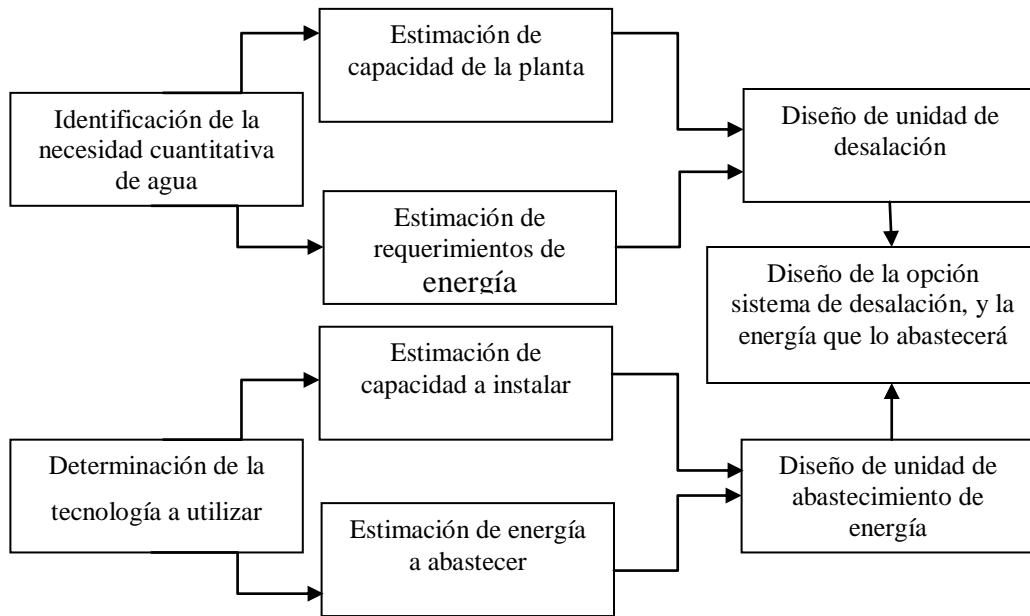 Estimación de
capacidad de la planta
Identificación de la
necesidad cuantitativa
de agua
Estimación de
requerimientos de
energía
Diseño de unidad de
desalación
Diseño de la opción
sistema de desalación, y la
energía que lo abastecerá
Estimación de
capacidad a instalar
Determinación de la
tecnología a utilizar
Estimación de energía
a abastecer
Diseño de unidad de
abastecimiento de
energía